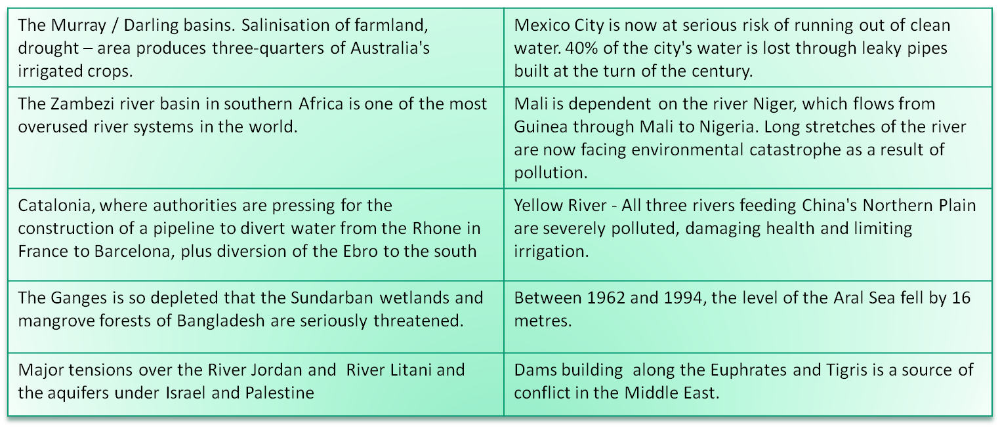 The Murray / Darling basins. Salinisation of farmland,
drought – area produces three-quarters of Australia's
irrigated crops.
Mexico City is now at serious risk of running out of clean
water. 40% of the city's water is lost through leaky pipes
built at the turn of the century.
The Zambezi river basin in southern Africa is one of the most
overused river systems in the world.
Mali is dependent on the river Niger, which flows from
Guinea through Mali to Nigeria. Long stretches of the river
are now facing environmental catastrophe as a result of
pollution.
Catalonia, where authorities are pressing for the
construction of a pipeline to divert water from the Rhone in
France to Barcelona, plus diversion of the Ebro to the south
Yellow River - All three rivers feeding China's Northern Plain
are severely polluted, damaging health and limiting
irrigation.
The Ganges is so depleted that the Sundarban wetlands and
mangrove forests of Bangladesh are seriously threatened.
Between 1962 and 1994, the level of the Aral Sea fell by 16
metres.
Major tensions over the River Jordan and  River Litani and
the aquifers under Israel and Palestine
Dams building  along the Euphrates and Tigris is a source of
conflict in the Middle East.